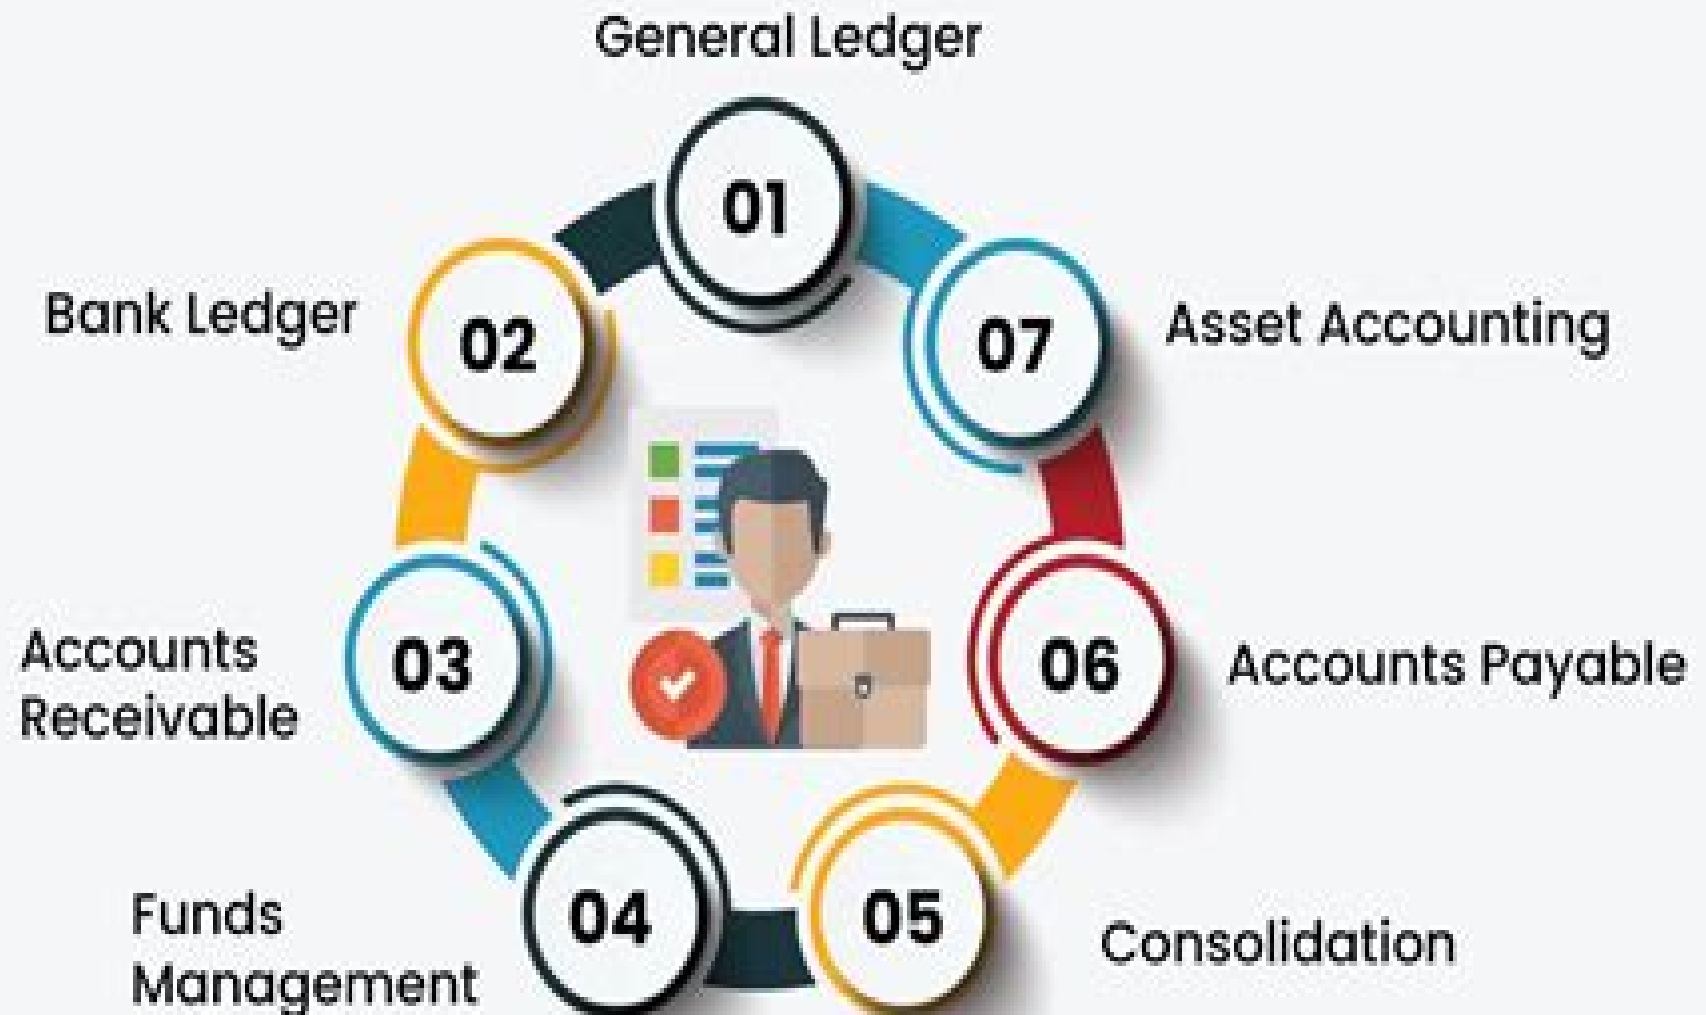 General Ledger
01
07
Asset Accounting
Bank Ledger
02
03
Accounts
Receivable
06
Accounts Payable
04
Funds
Management
05
Consolidation